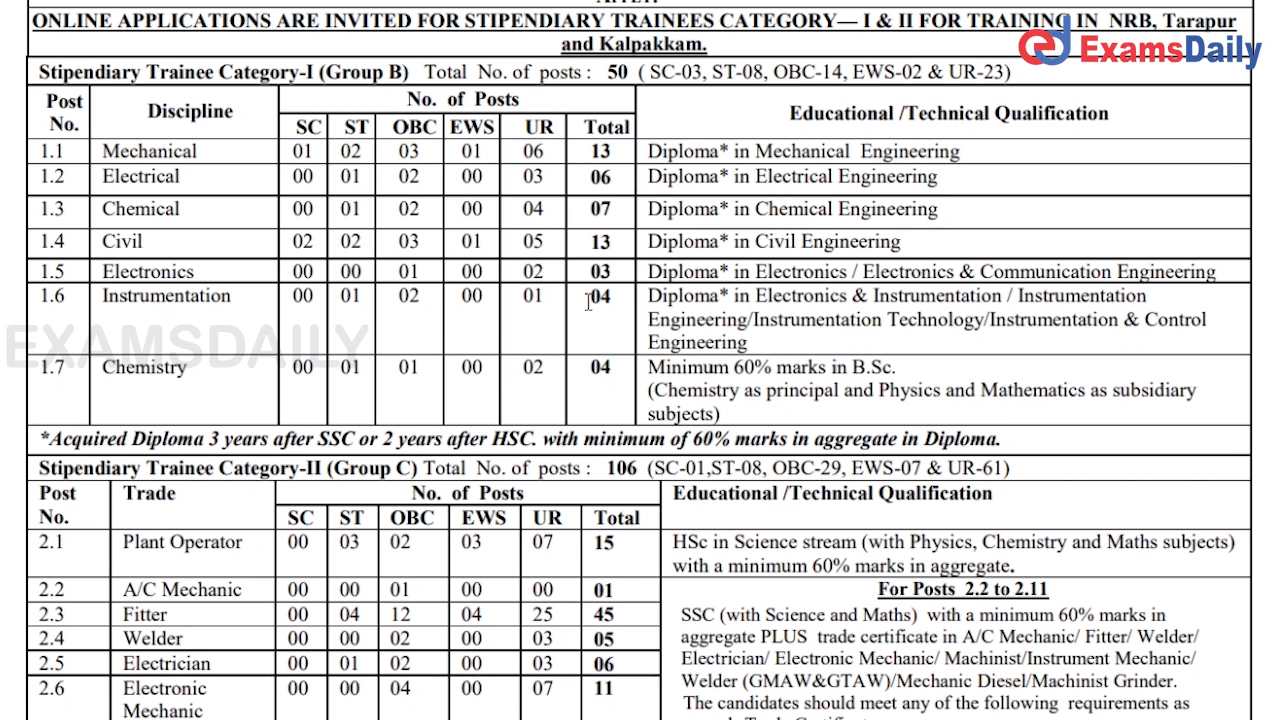 ONLINE APPLICATIONS ARE INVITED FOR STIPENDIARY TRAINEES CATEGORY— I & II FOR TRAINING IN NRB, Tarapur
and Kalpakkam.
ExamsDaily
Stipendiary Trainee Category-I (Group B) Total No. of posts : 50 ( SC-03, ST-08, OBC-14, EWS-02 & UR-23)
Post No. Discipline No. of Posts Educational /Technical Qualification
SC ST OBC EWS UR Total
1.1 Mechanical 01 02 03 01 06 13 Diploma* in Mechanical Engineering
1.2 Electrical 00 01 02 00 03 06 Diploma* in Electrical Engineering
1.3 Chemical 00 01 02 00 04 07 Diploma* in Chemical Engineering
1.4 Civil 02 02 03 01 05 13 Diploma* in Civil Engineering
1.5 Electronics 00 00 01 00 02 03 Diploma* in Electronics / Electronics & Communication Engineering
1.6 Instrumentation 00 01 02 00 01 04 Diploma* in Electronics & Instrumentation / Instrumentation
Engineering/Instrumentation Technology/Instrumentation & Control
Engineering
EXAMSDAILY
1.7 Chemistry 00 01 01 00 02 04 Minimum 60% marks in B.Sc.
(Chemistry as principal and Physics and Mathematics as subsidiary
subjects)
*Acquired Diploma 3 years after SSC or 2 years after HSC. with minimum of 60% marks in aggregate in Diploma.
Stipendiary Trainee Category-II (Group C) Total No. of posts : 106 (SC-01,ST-08, OBC-29, EWS-07 & UR-61)
Post No. Trade No. of Posts Educational /Technical Qualification
SC ST OBC EWS UR Total
2.1 Plant Operator 00 03 02 03 07 15 HSc in Science stream (with Physics, Chemistry and Maths subjects)
with a minimum 60% marks in aggregate.
2.2 A/C Mechanic 00 00 01 00 00 01 For Posts 2.2 to 2.11
2.3 Fitter 00 04 12 04 25 45 SSC (with Science and Maths) with a minimum 60% marks in
2.4 Welder 00 00 02 00 03 05 aggregate PLUS trade certificate in A/C Mechanic/ Fitter/ Welder/
2.5 Electrician 00 01 02 00 03 06 Electrician/ Electronic Mechanic/ Machinist/Instrument Mechanic/
2.6 Electronic 00 00 04 00 07 11 Welder (GMAW&GTAW)/Mechanic Diesel/Machinist Grinder.
Mechanic The candidates should meet any of the following requirements as